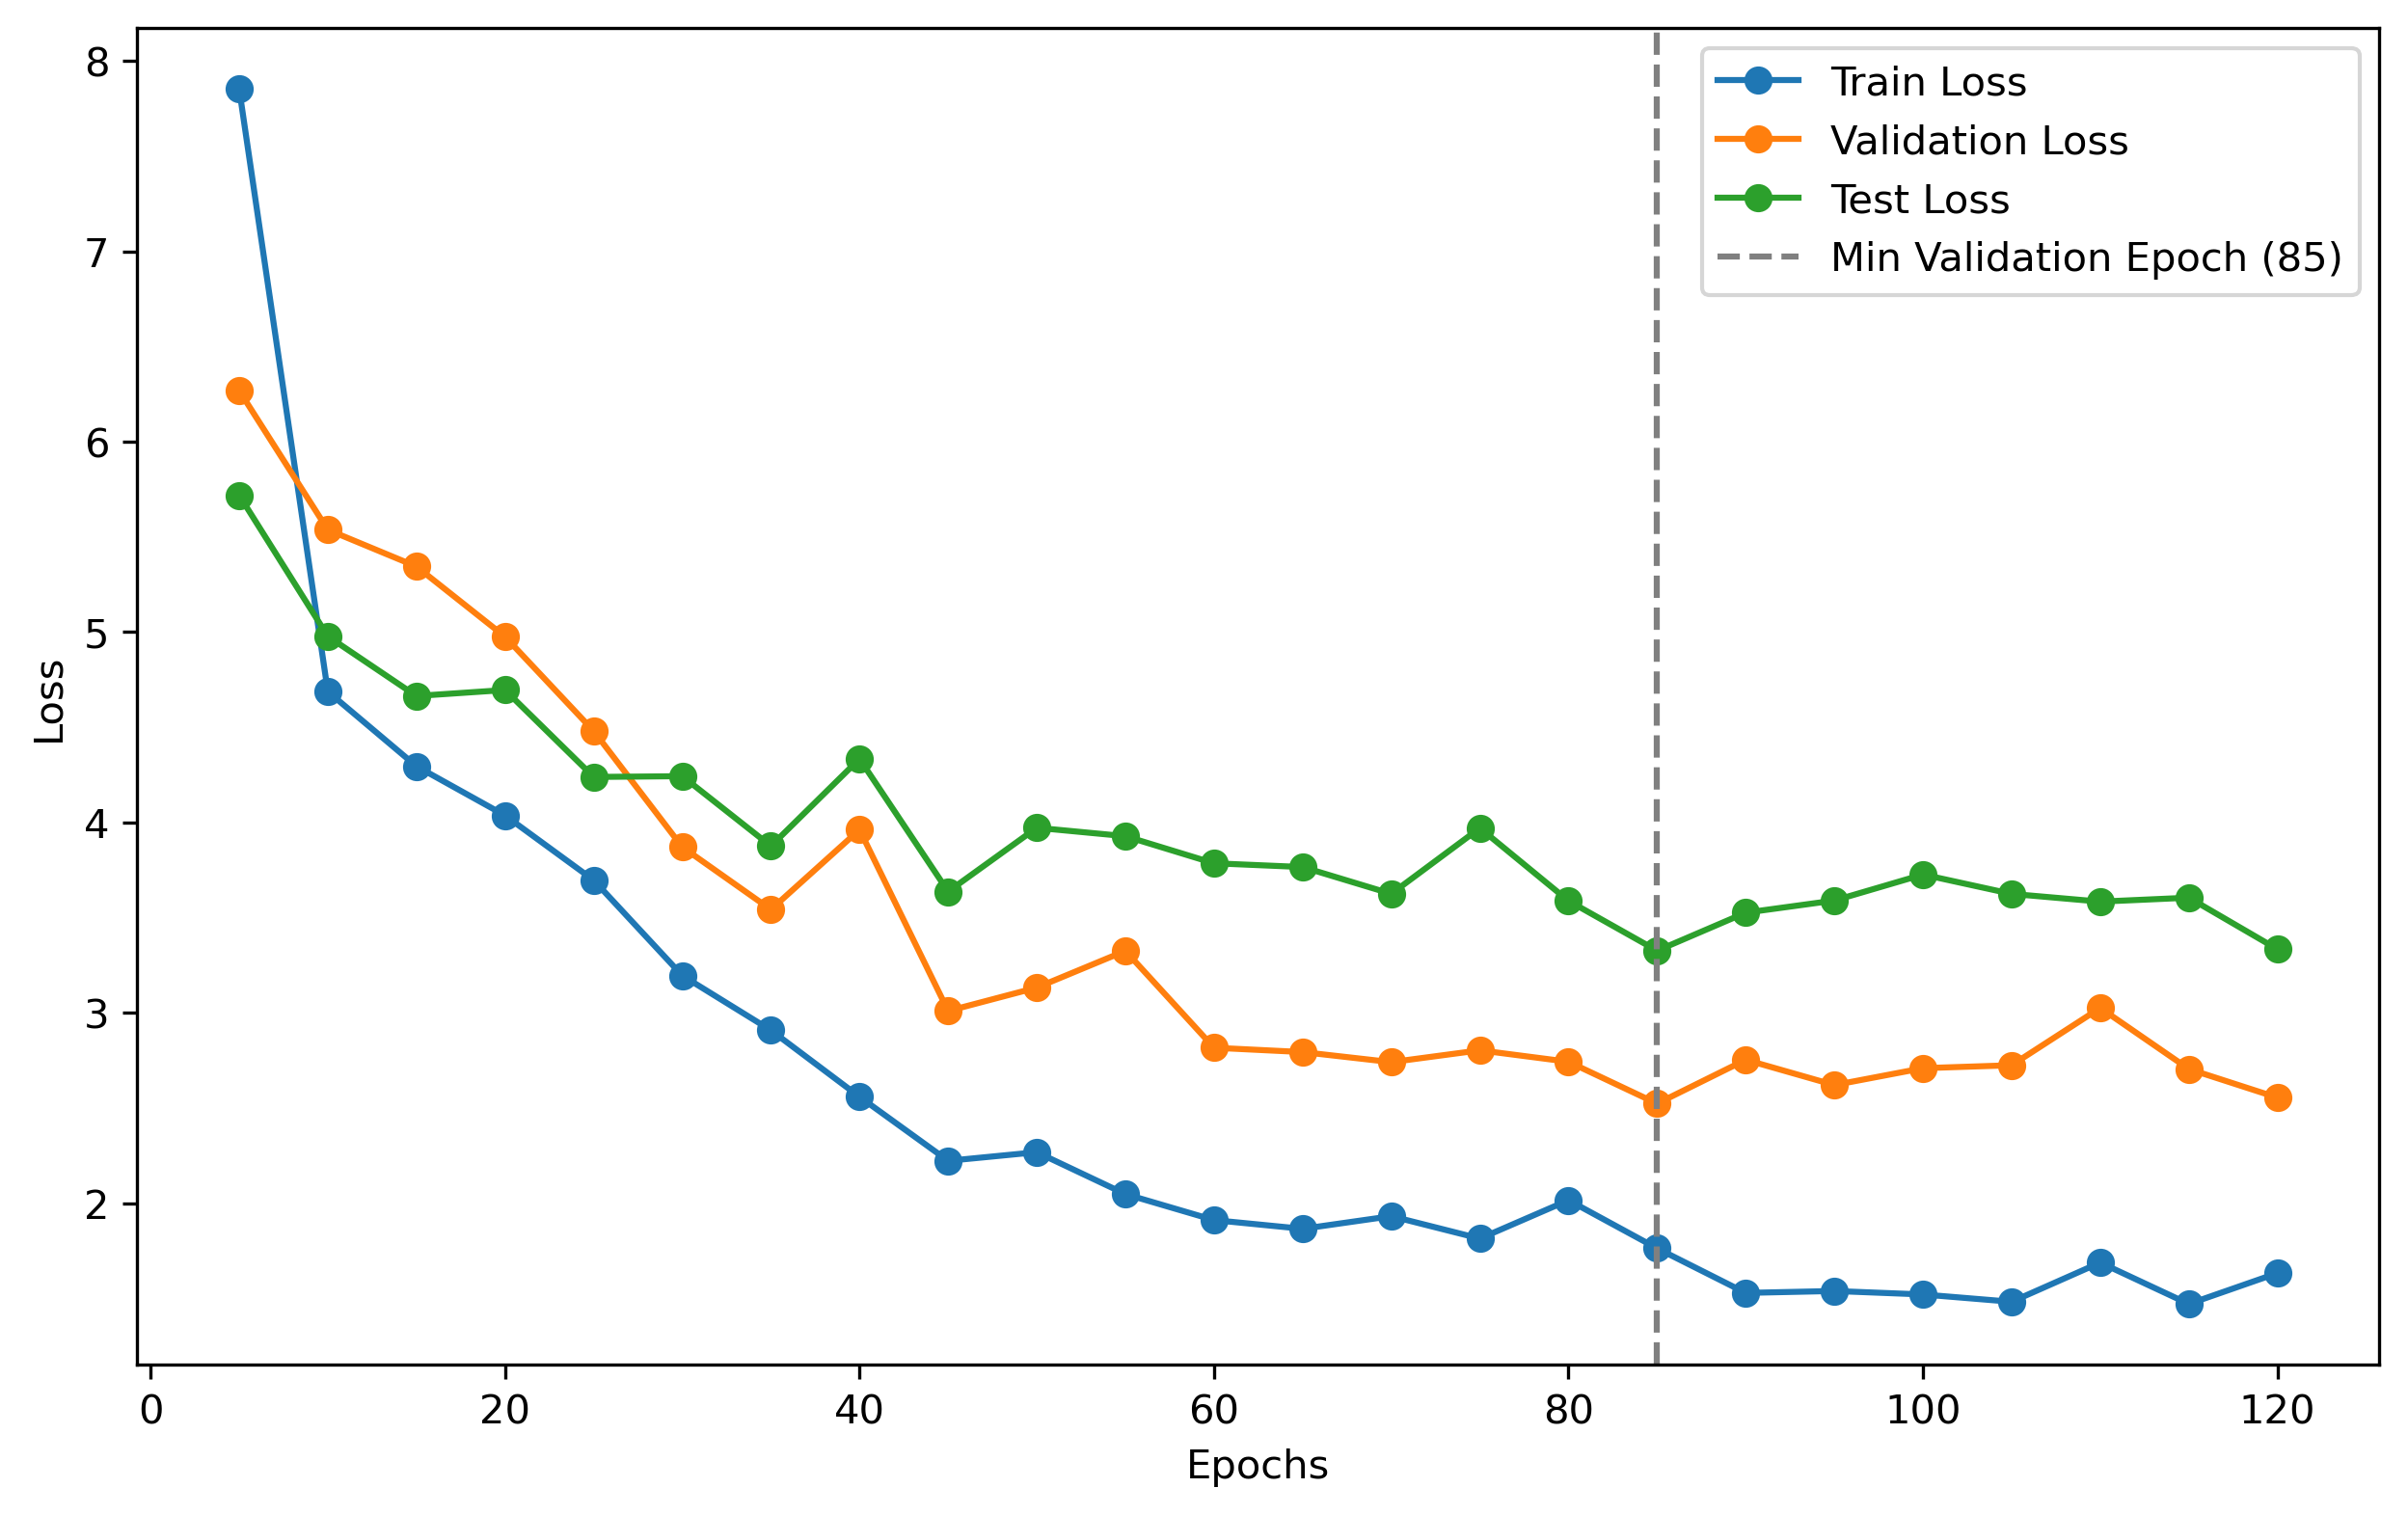 8
7
6
5
4
3
2
Loss
Train Loss
Validation Loss
Test Loss
Min Validation Epoch (85)
0 20 40 60 80 100 120
Epochs